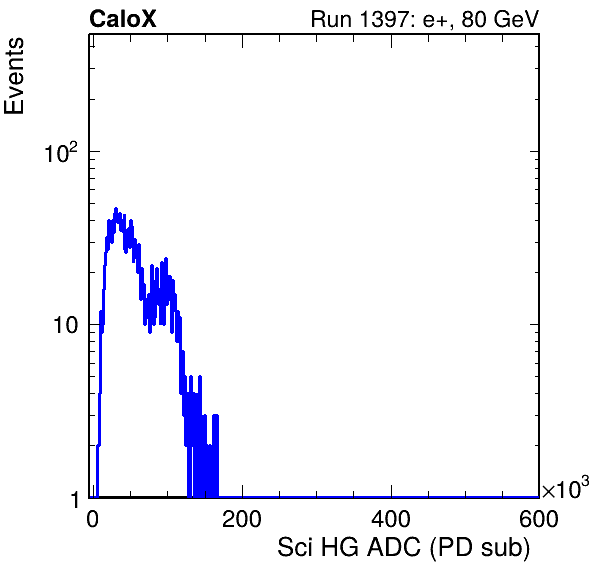 CaloX Run 1397: e+, 80 GeV
Events
10²
10
1
0 200 400 600
×10³
Sci HG ADC (PD sub)